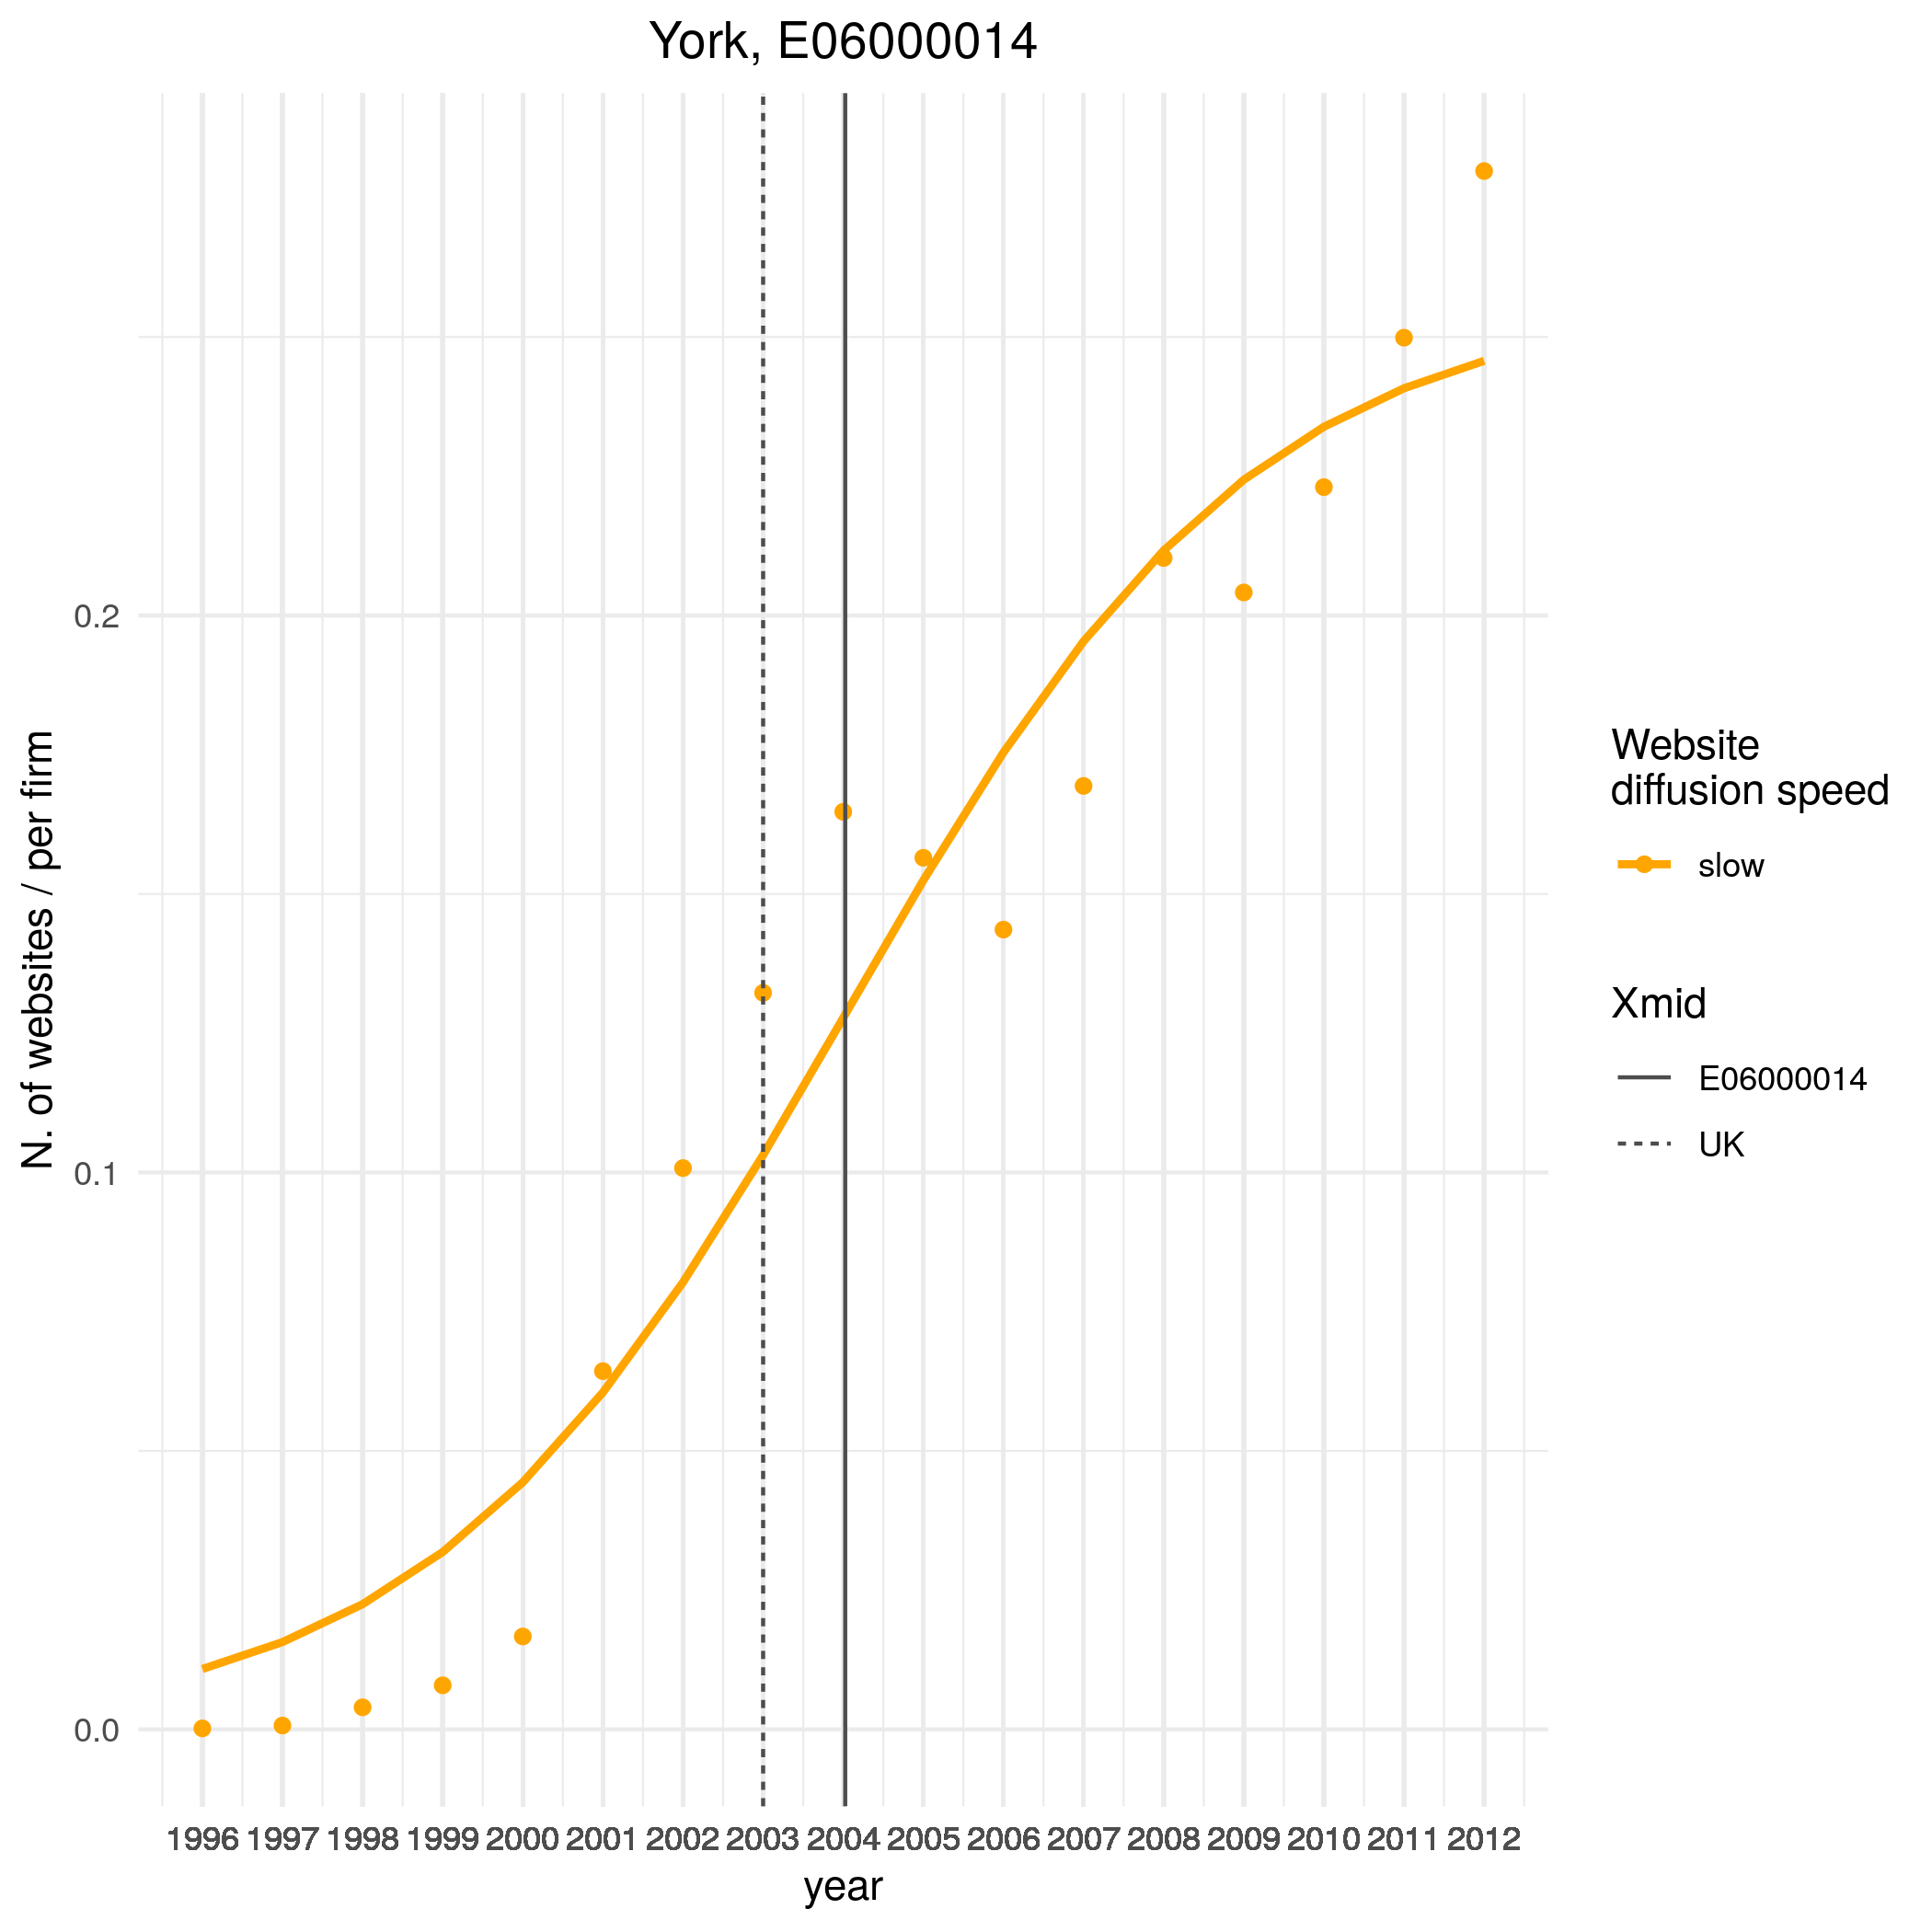 York, E06000014
N. of websites / per firm
0.2
0.1
0.0
1996 1997 1998 1999 2000 2001 2002 2003 2004 2005 2006 2007 2008 2009 2010 2011 2012
year
Website
diffusion speed
slow
Xmid
E06000014
UK